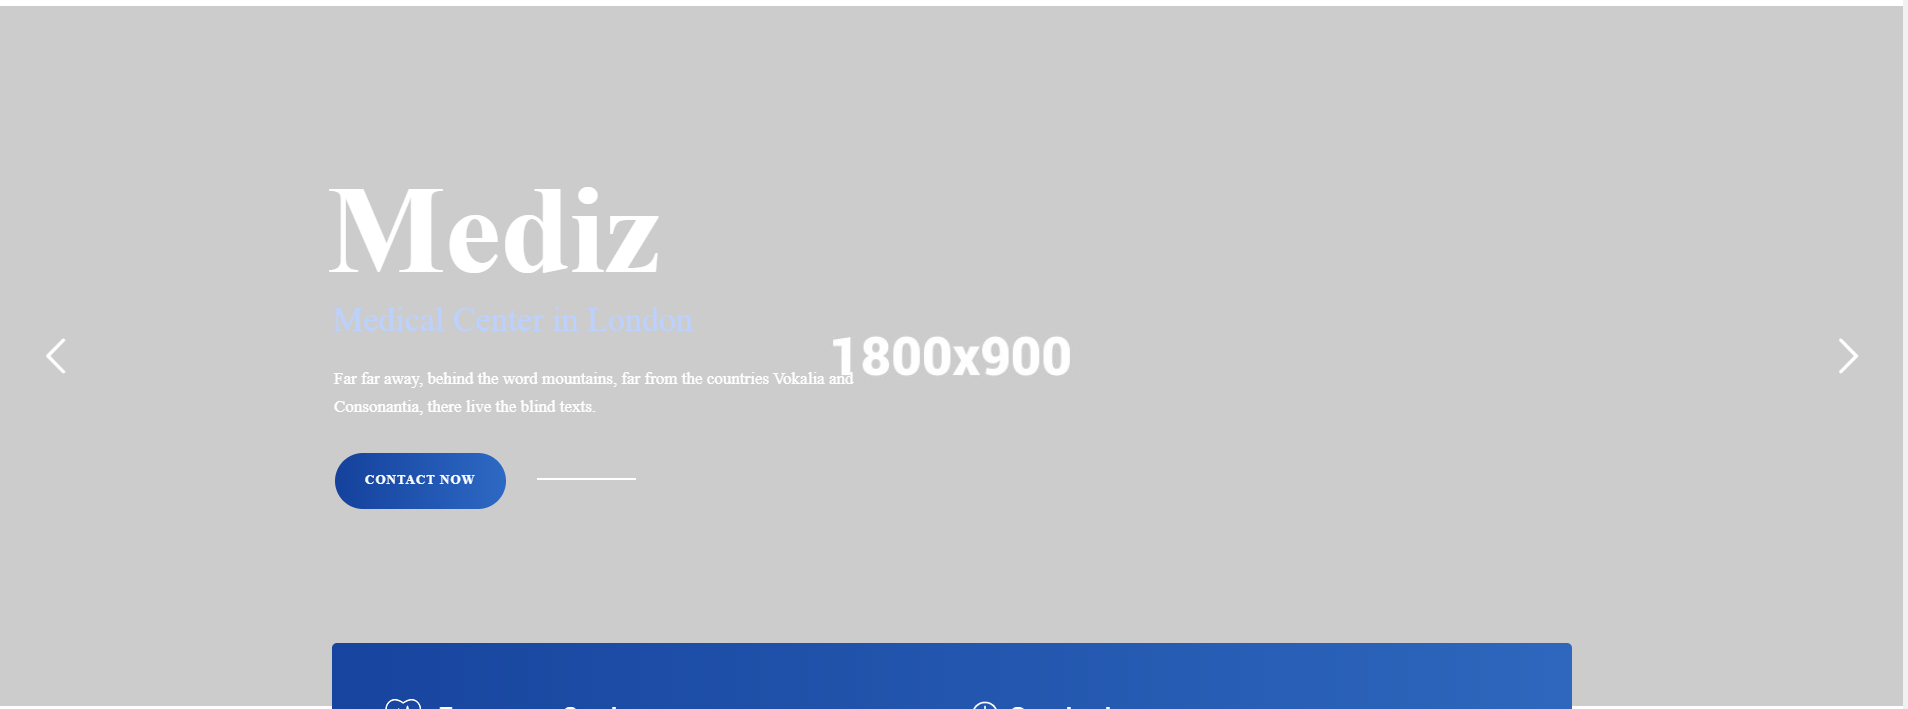 Mediz
Medical Center in London
1800x900
Far far away, behind the word mountains, far from the countries Vokalia and
Consonantia, there live the blind texts.
CONTACT NOW